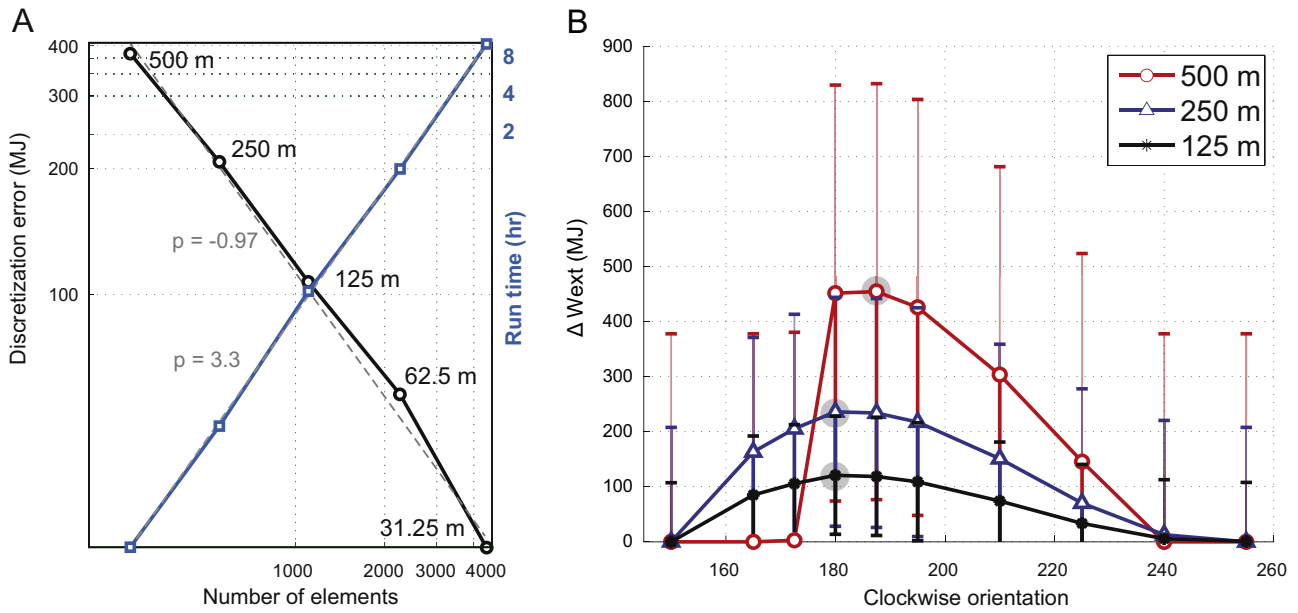 A
Discretization error (MJ)
400
300
200
100
500 m
250 m
125 m
62.5 m
31.25 m
p = -0.97
p = 3.3
8
4
2
Run time (hr)
1000
2000
3000
4000
Number of elements
B
Δ Wext (MJ)
900
800
700
600
500
400
300
200
100
0
160
180
200
220
240
260
Clockwise orientation
500 m
250 m
125 m